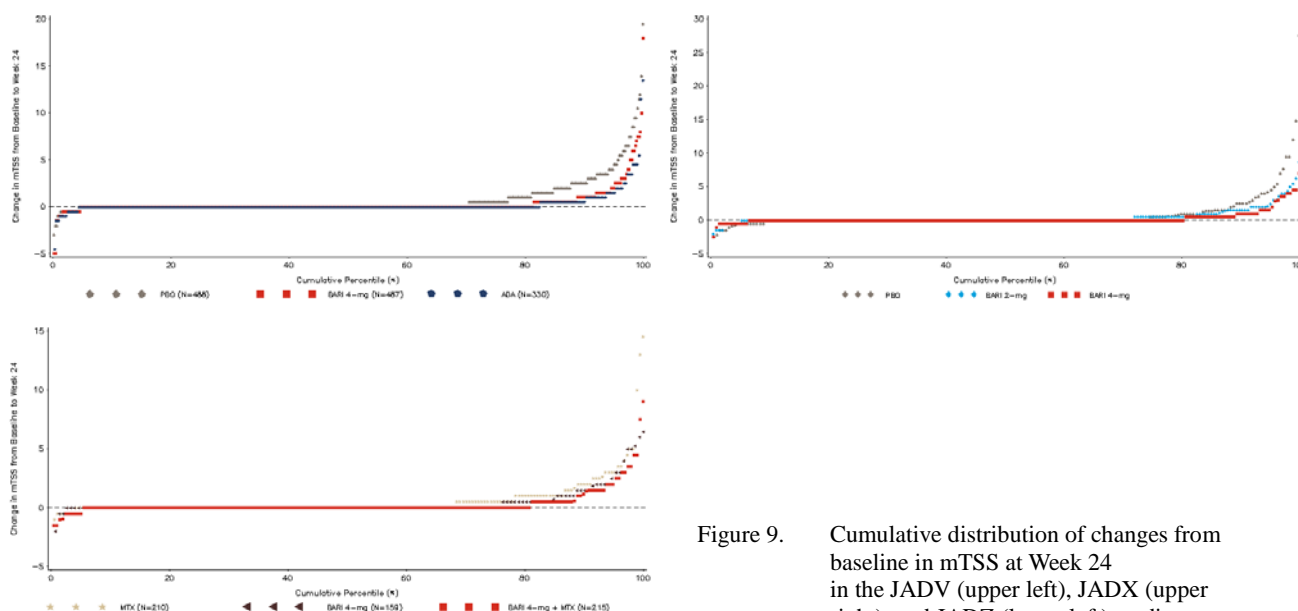 20
15
10
5
0
-5
Change in mTSS from Baseline to Week 24
0 20 40 60 80 100
Cumulative Percentile (%)
PBO (N=488) BARI 4-mg (N=487) ADA (N=330)
30
25
20
15
10
5
0
-5
Change in mTSS from Baseline to Week 24
0 20 40 60 80 100
Cumulative Percentile (%)
PBO BARI 2-mg BARI 4-mg
15
10
5
0
-5
Change in mTSS from Baseline to Week 24
0 20 40 60 80 100
Cumulative Percentile (%)
MTX (N=210) BARI 4-mg (N=159) BARI 4-mg + MTX (N=215)
Figure 9. Cumulative distribution of changes from
baseline in mTSS at Week 24
in the JADV (upper left), JADX (upper